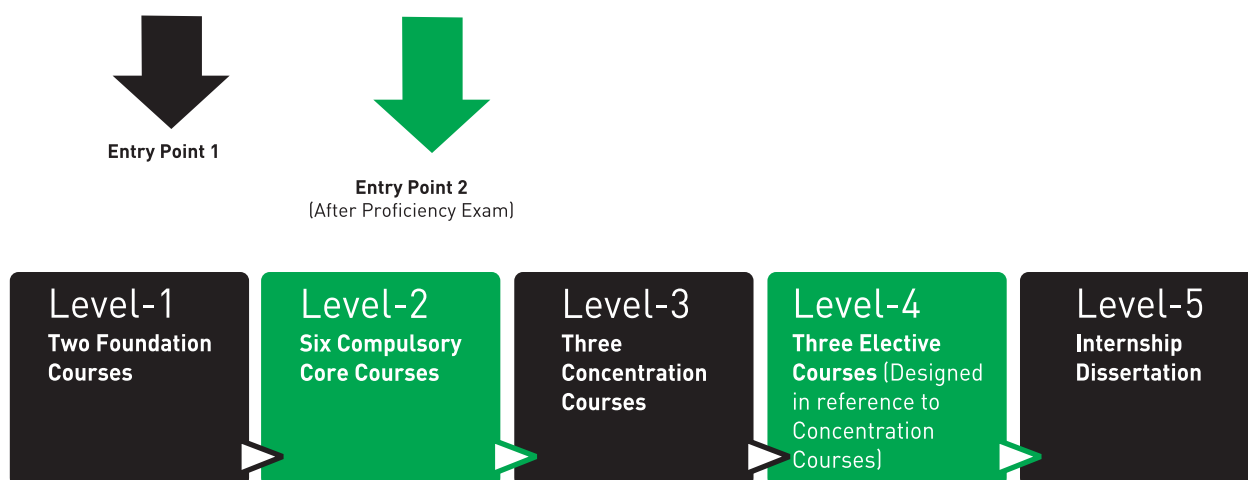 Entry Point 1
Entry Point 2
(After Proficiency Exam)
Level-1
Two Foundation
Courses
Level-2
Six Compulsory
Core Courses
Level-3
Three
Concentration
Courses
Level-4
Three Elective
Courses (Designed
in reference to
Concentration
Courses)
Level-5
Internship
Dissertation